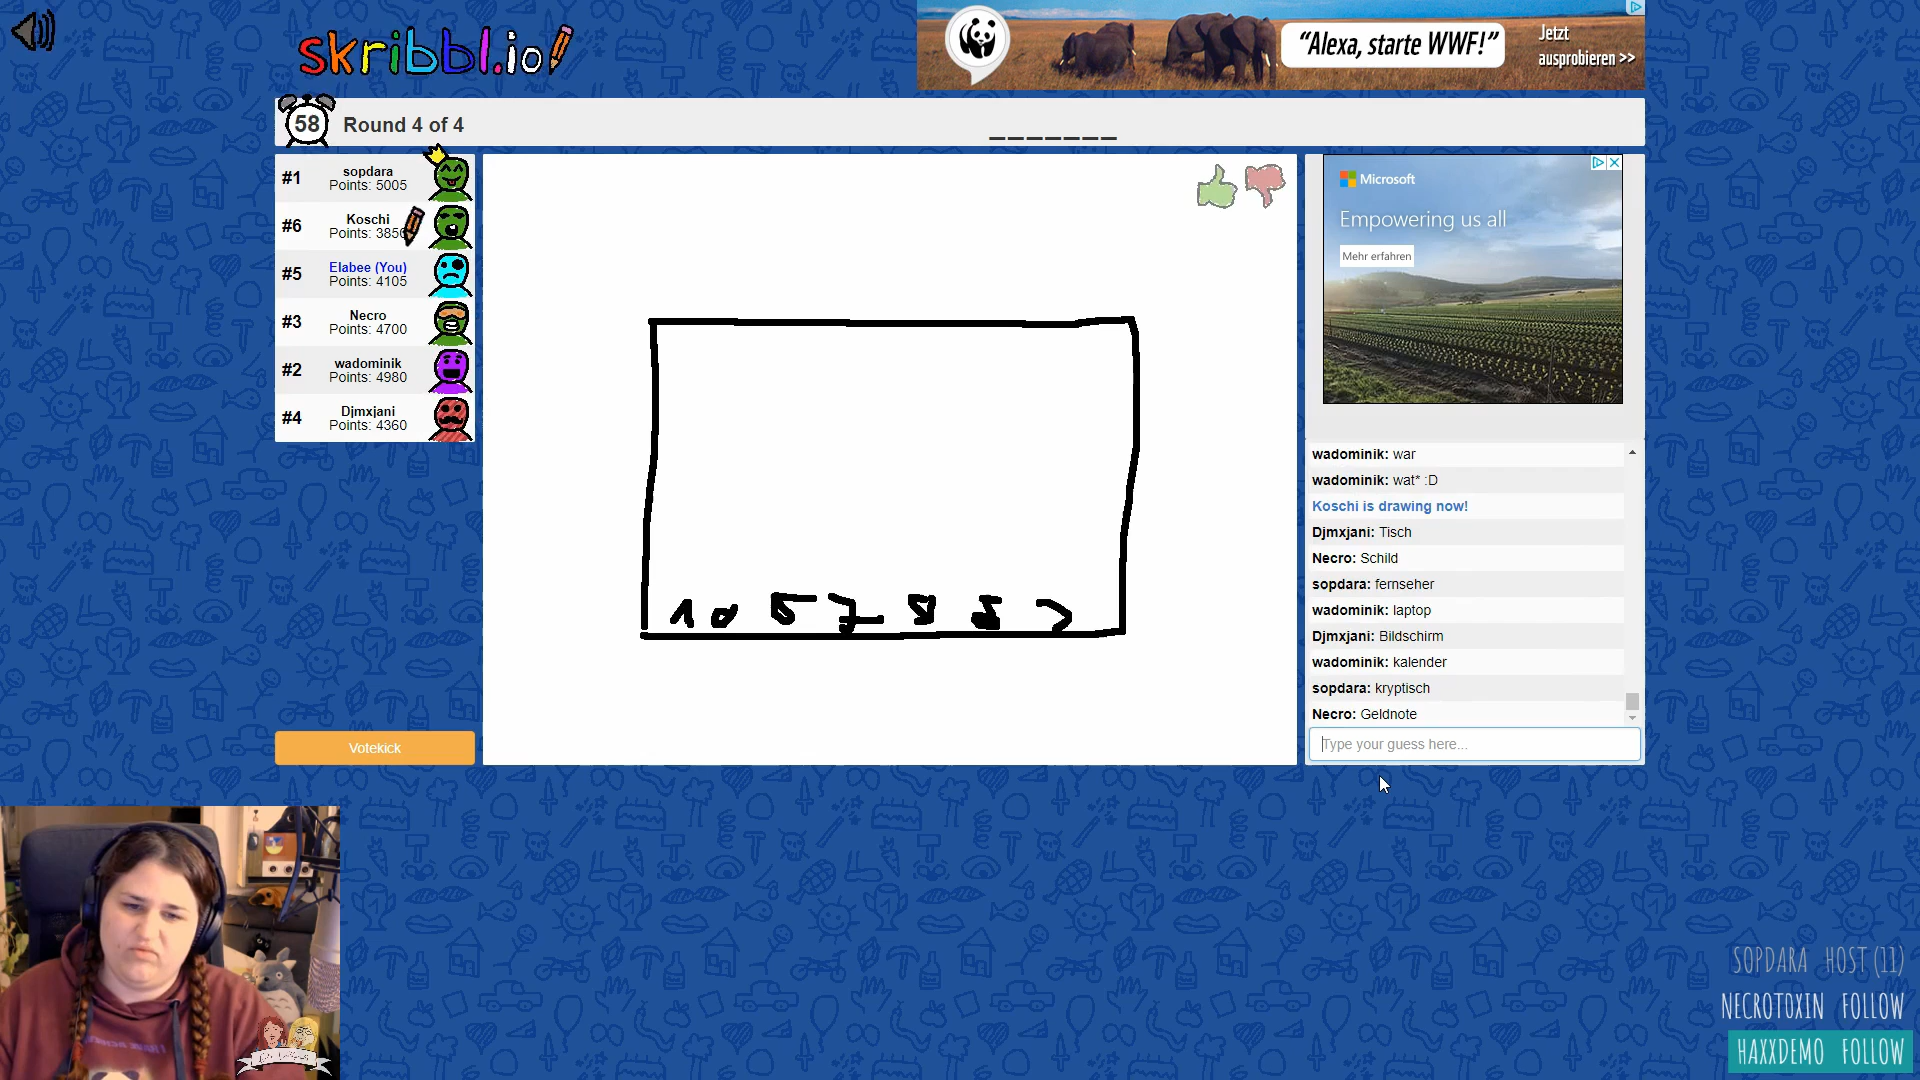 skribbl.io
"Alexa, starte WWF!"
Jetzt
ausprobieren >>
58
Round 4 of 4
_______
#1
sopdara
Points: 5005
#6
Koschi
Points: 3850
#5
Elabee (You)
Points: 4105
#3
Necro
Points: 4700
#2
wadominik
Points: 4980
#4
Djmxjani
Points: 4360
Votekick
Microsoft
Empowering us all
Mehr erfahren
wadominik: war
wadominik: wat* :D
Koschi is drawing now!
Djmxjani: Tisch
Necro: Schild
sopdara: fernseher
wadominik: laptop
Djmxjani: Bildschirm
wadominik: kalender
sopdara: kryptisch
Necro: Geldnote
Type your guess here...
SOPDARA HOST (11)
NECROTOXIN FOLLOW
HAXXDEMO FOLLOW